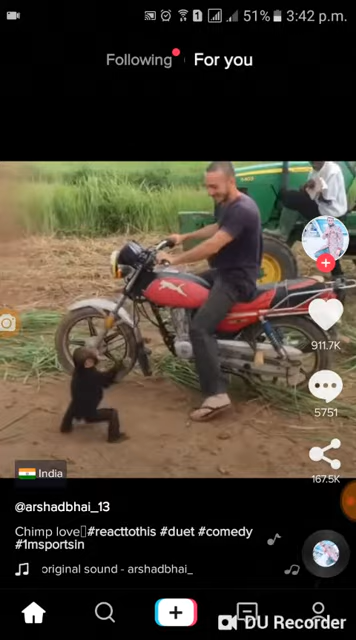 51% 3:42 p.m.
1
Following For you
911.7K
5751
167.5K
India
@arshadbhai_13
Chimp love▯#reacttothis #duet #comedy
#1msportsin
original sound - arshadbhai_
DU Recorder